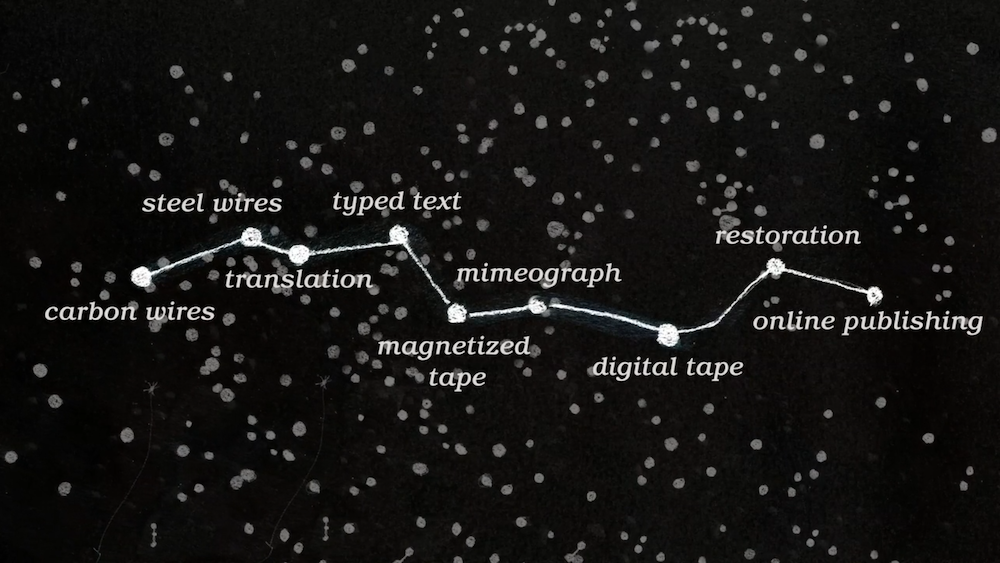 steel wires
typed text
restoration
translation
mimeograph
carbon wires
online publishing
magnetized
tape
digital tape